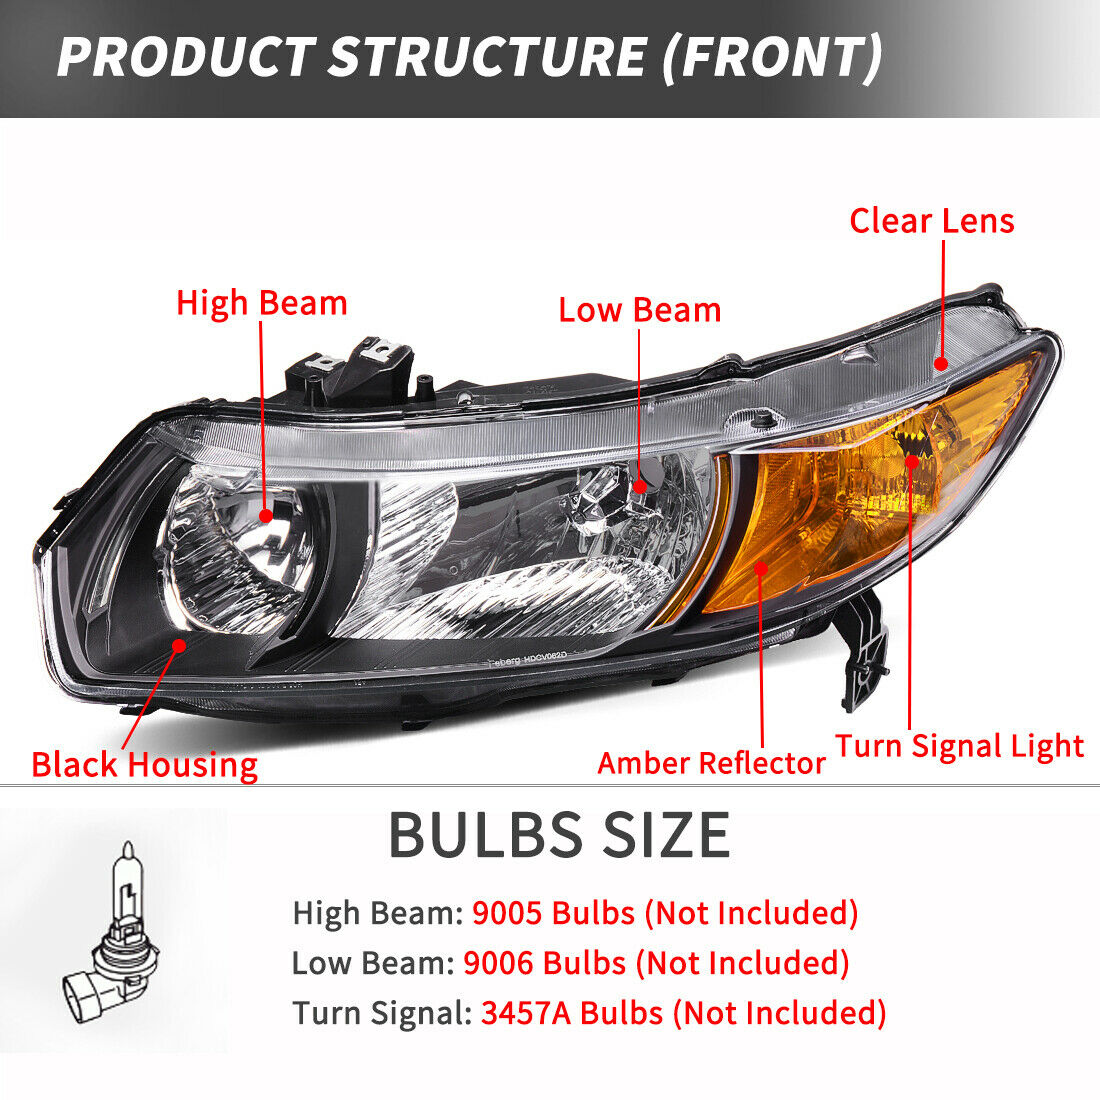 PRODUCT STRUCTURE (FRONT)
Clear Lens
High Beam
Low Beam
HDCV062D
Black Housing
Amber Reflector
Turn Signal Light
BULBS SIZE
High Beam: 9005 Bulbs (Not Included)
Low Beam: 9006 Bulbs (Not Included)
Turn Signal: 3457A Bulbs (Not Included)